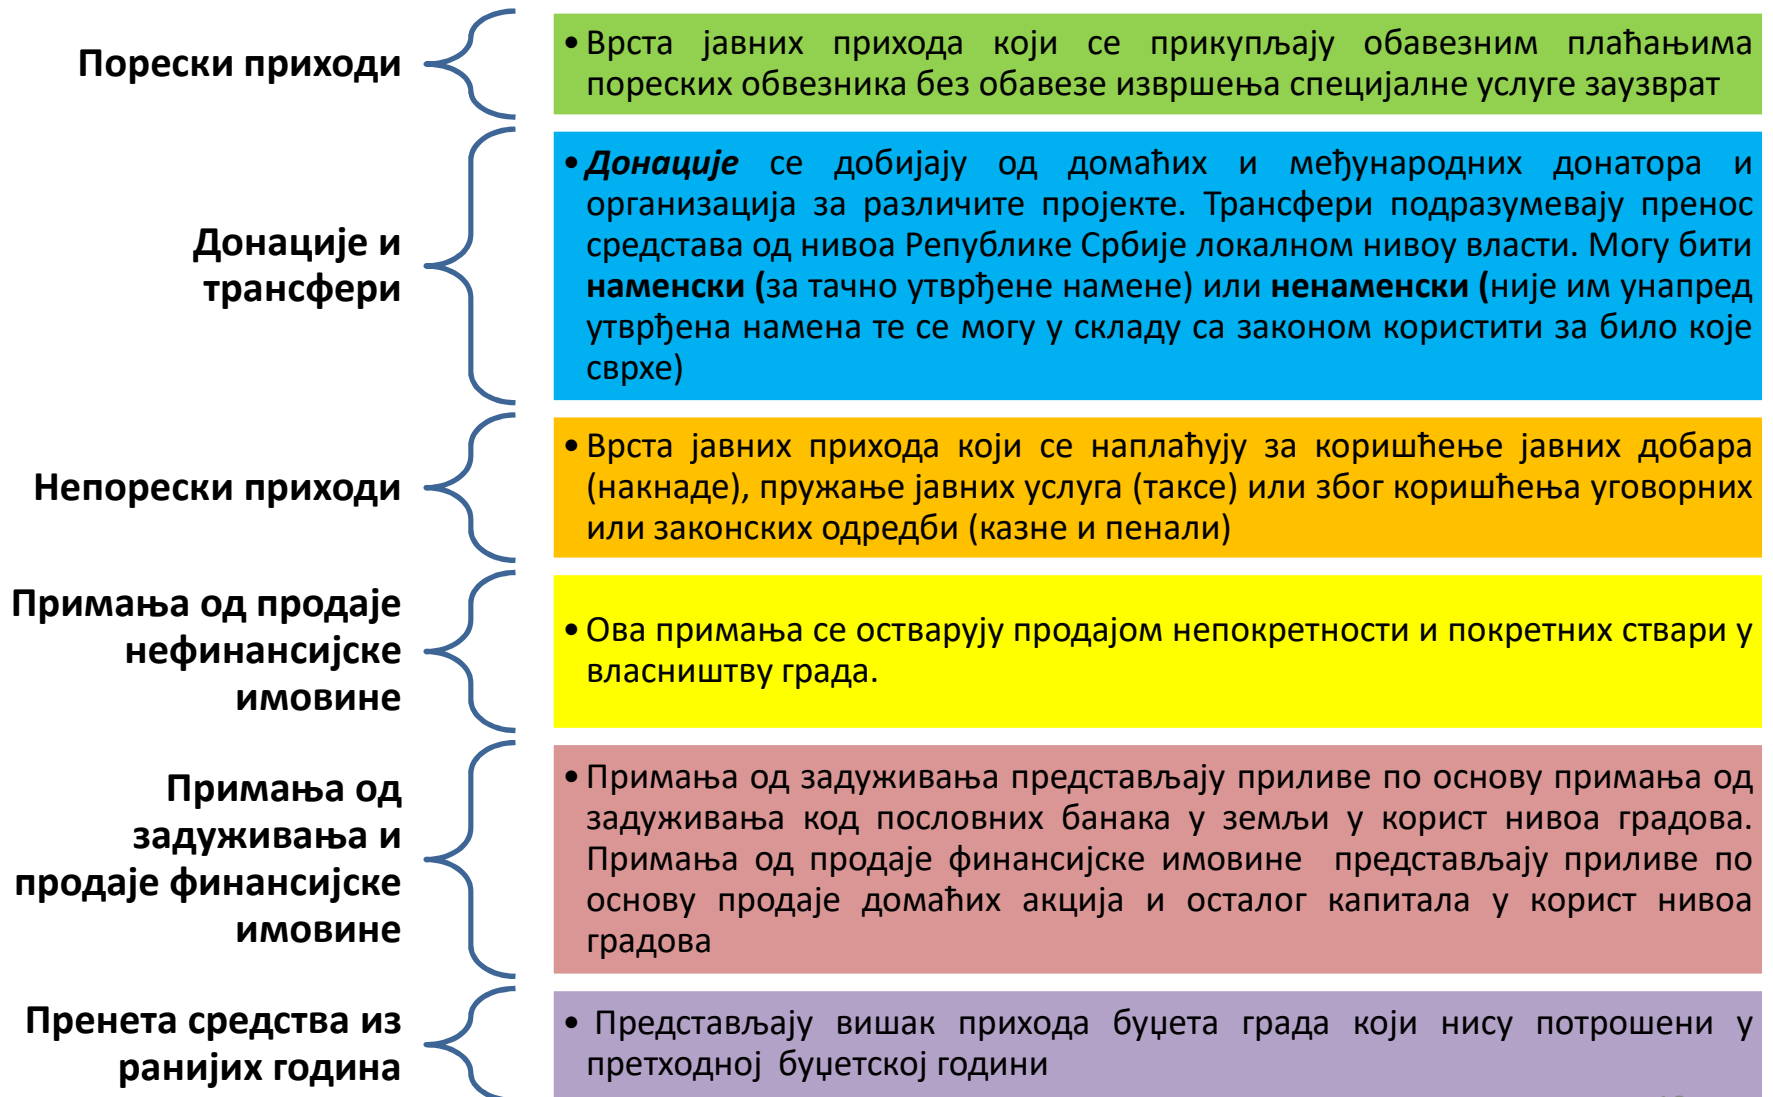 Порески приходи
• Врста јавних прихода који се прикупљају обавезним плаћањима
пореских обвезника без обавезе извршења специјалне услуге заузврат
Донације и
трансфери
• Донације се добијају од домаћих и међународних донатора и
организација за различите пројекте. Трансфери подразумевају пренос
средстава од нивоа Републике Србије локалном нивоу власти. Могу бити
наменски (за тачно утврђене намене) или ненаменски (није им унапред
утврђена намена те се могу у складу са законом користити за било које
сврхе)
Непорески приходи
• Врста јавних прихода који се наплаћују за коришћење јавних добара
(накнаде), пружање јавних услуга (таксе) или због коришћења уговорних
или законских одредби (казне и пенали)
Примања од продаје
нефинансијске
имовине
• Ова примања се остварују продајом непокретности и покретних ствари у
власништву града.
Примања од
задуживања и
продаје финансијске
имовине
• Примања од задуживања представљају приливе по основу примања од
задуживања код пословних банака у земљи у корист нивоа градова.
Примања од продаје финансијске имовине представљају приливе по
основу продаје домаћих акција и осталог капитала у корист нивоа
градова
Пренета средства из
ранијих година
• Представљају вишак прихода буџета града који нису потрошени у
претходној буџетској години